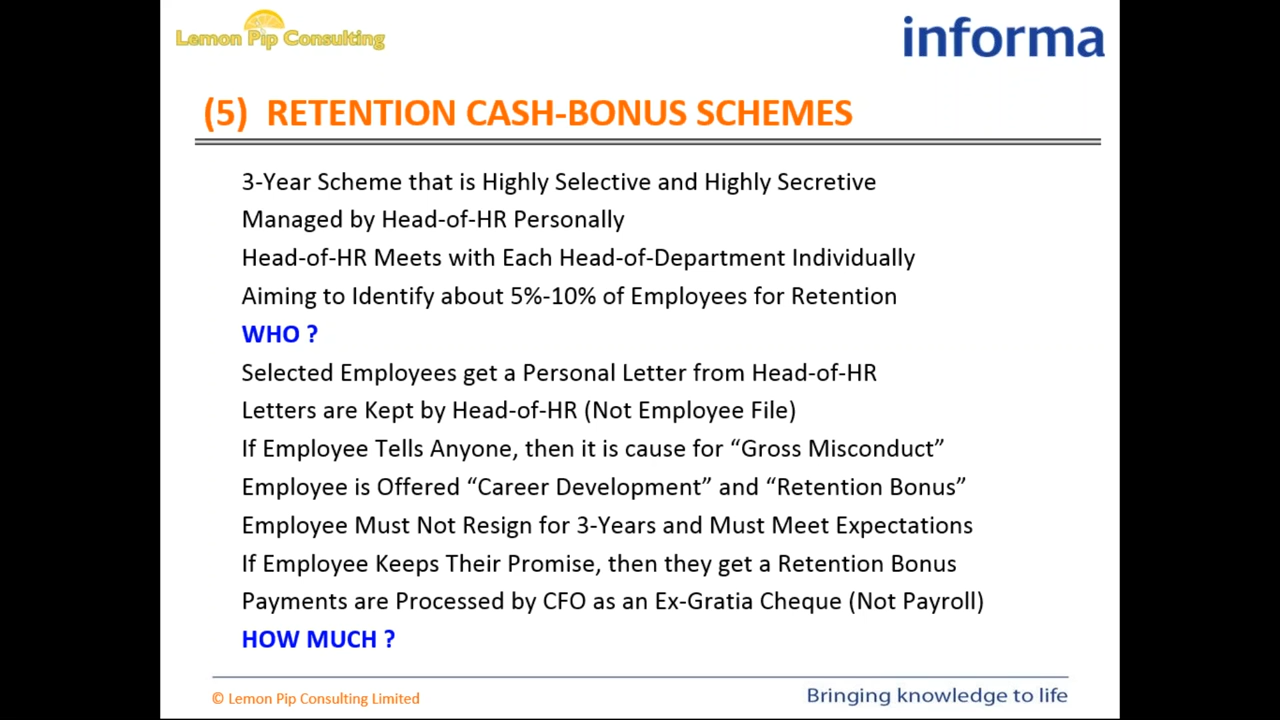 Lemon Pip Consulting
informa
(5) RETENTION CASH-BONUS SCHEMES
3-Year Scheme that is Highly Selective and Highly Secretive
Managed by Head-of-HR Personally
Head-of-HR Meets with Each Head-of-Department Individually
Aiming to Identify about 5%-10% of Employees for Retention
WHO ?
Selected Employees get a Personal Letter from Head-of-HR
Letters are Kept by Head-of-HR (Not Employee File)
If Employee Tells Anyone, then it is cause for “Gross Misconduct”
Employee is Offered “Career Development” and “Retention Bonus”
Employee Must Not Resign for 3-Years and Must Meet Expectations
If Employee Keeps Their Promise, then they get a Retention Bonus
Payments are Processed by CFO as an Ex-Gratia Cheque (Not Payroll)
HOW MUCH ?
© Lemon Pip Consulting Limited
Bringing knowledge to life